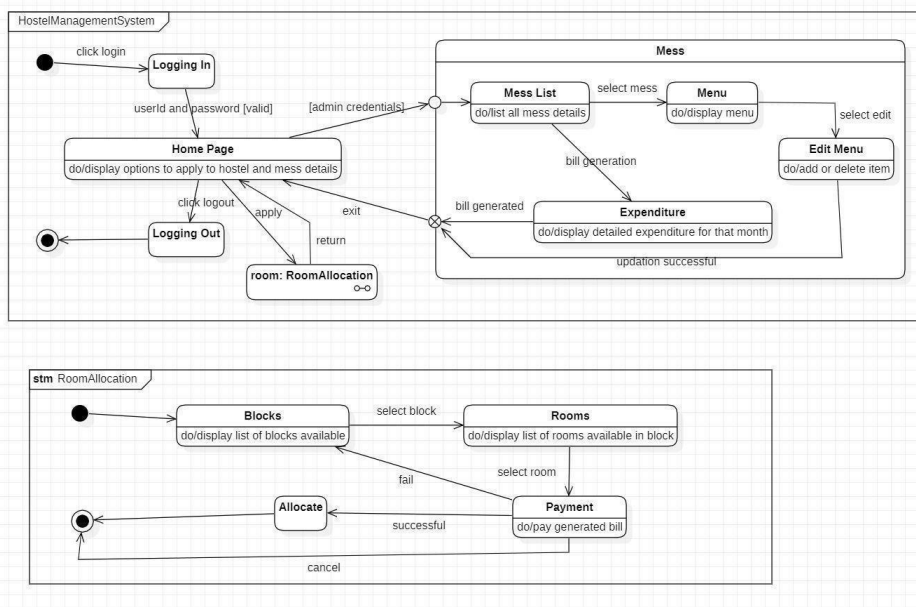 HostelManagementSystem
click login
Logging In
userId and password [valid]
[admin credentials]
Home Page
do/display options to apply to hostel and mess details
click logout
apply
exit
return
Logging Out
room: RoomAllocation
Mess
Mess List
do/list all mess details
select mess
Menu
do/display menu
select edit
Edit Menu
do/add or delete item
bill generation
bill generated
Expenditure
do/display detailed expenditure for that month
updation successful
stm RoomAllocation
Blocks
do/display list of blocks available
select block
Rooms
do/display list of rooms available in block
select room
fail
Allocate
successful
Payment
do/pay generated bill
cancel